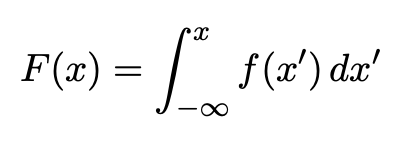 F(x) = ∫_{-∞}^{x} f(x') dx'